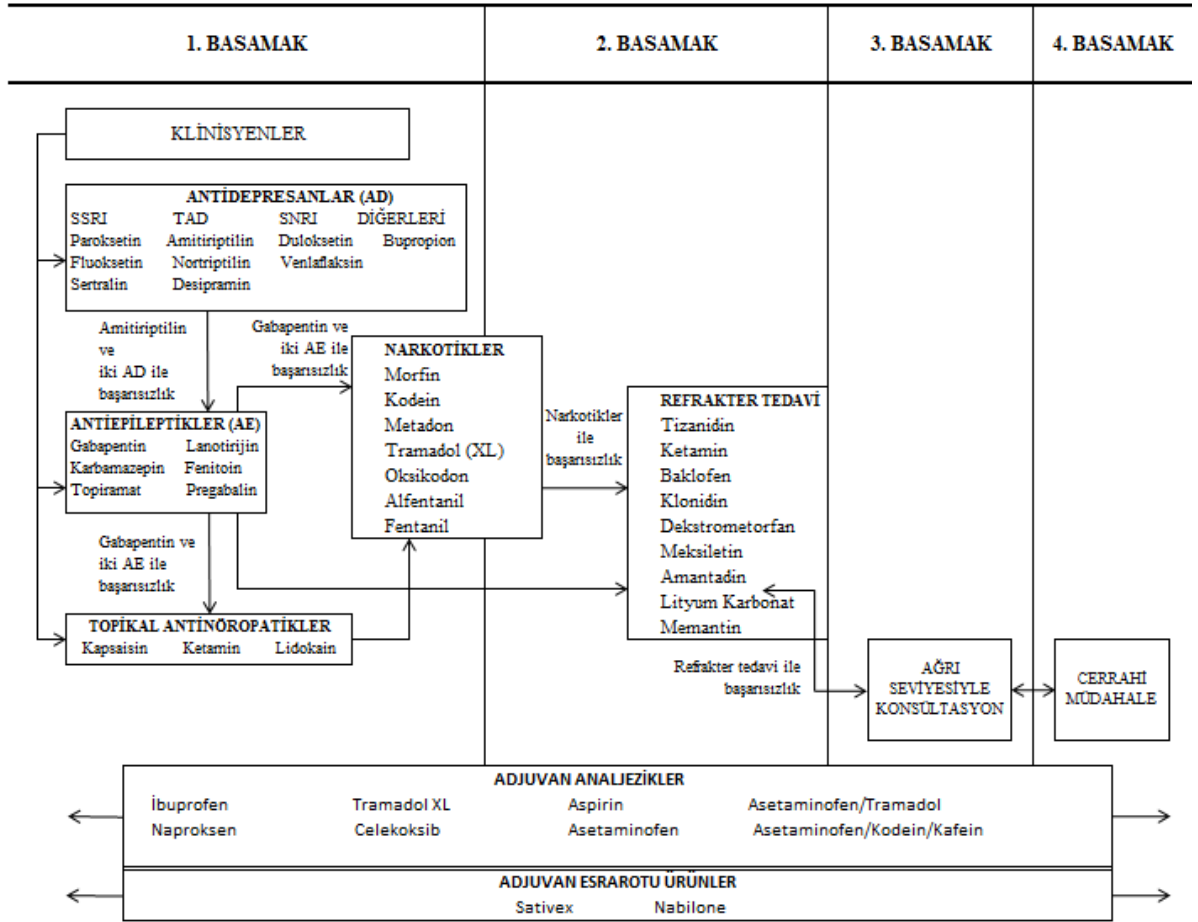 1. BASAMAK 2. BASAMAK 3. BASAMAK 4. BASAMAK
KLİNİSYENLER
ANTİDEPRESANLAR (AD)
SSRI TAD SNRI DİĞERLERİ
Paroksetin Amitiriptilin Duloksetin Bupropion
Fluoksetin Nortriptilin Venlaflaksin
Sertralin Desipramin
Amitiriptilin
ve
iki AD ile
başarısızlık
Gabapentin ve
iki AE ile
başarısızlık
ANTİEPİLEPTİKLER (AE)
Gabapentin Lanotirijin
Karbamazepin Fenitoin
Topiramat Pregabalin
Gabapentin ve
iki AE ile
başarısızlık
TOPİKAL ANTİNÖROPATİKLER
Kapsaisin Ketamin Lidokain
NARKOTİKLER
Morfin
Kodein
Metadon
Tramadol (XL)
Oksikodon
Alfentanil
Fentanil
Narkotikler
ile
başarısızlık
REFRAKTER TEDAVİ
Tizanidin
Ketamin
Baklofen
Klonidin
Dekstrometorfan
Meksiletin
Amantadin
Lityum Karbonat
Memantin
Refrakter tedavi ile
başarısızlık
AĞRI
SEVİYESİYLE
KONSÜLTASYON
CERRAHİ
MÜDAHALE
ADJUVAN ANALJEZİKLER
İbuprofen Tramadol XL Aspirin Asetaminofen/Tramadol
Naproksen Celekoksib Asetaminofen Asetaminofen/Kodein/Kafein
ADJUVAN ESRAROTU ÜRÜNLER
Sativex Nabilone